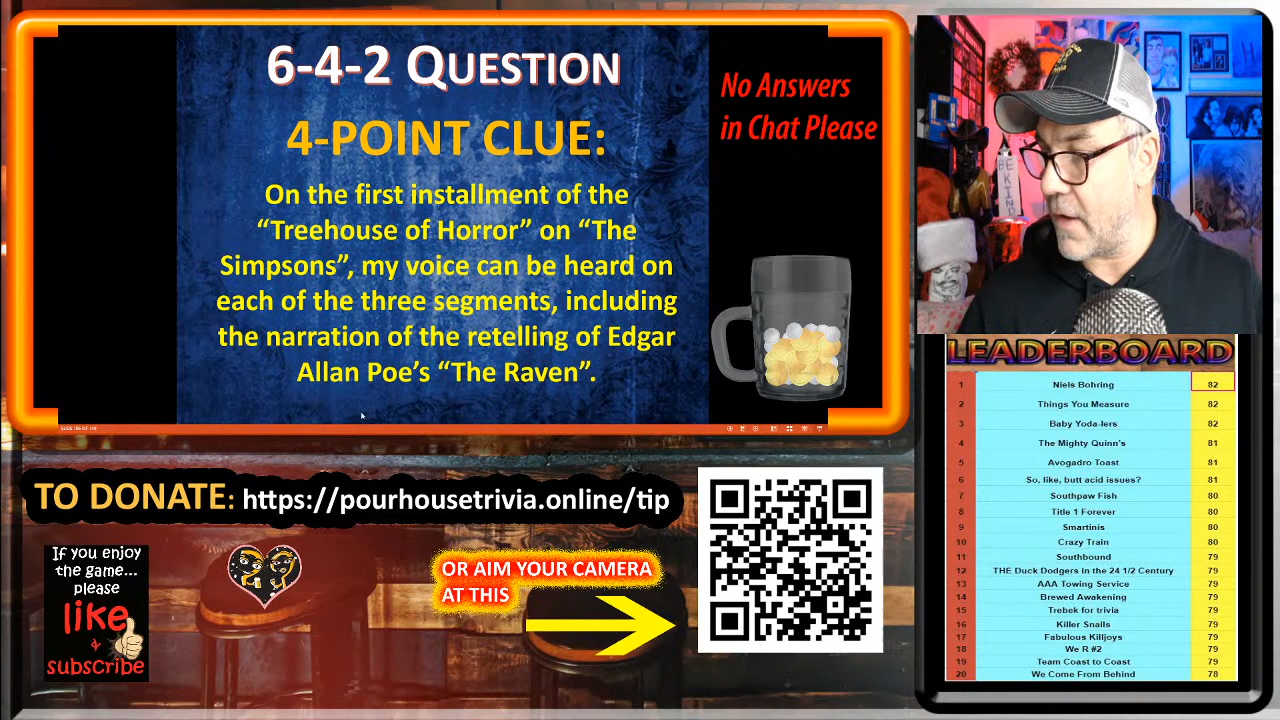 6-4-2 QUESTION
4-POINT CLUE:
On the first installment of the
“Treehouse of Horror” on “The
Simpsons”, my voice can be heard on
each of the three segments, including
the narration of the retelling of Edgar
Allan Poe’s “The Raven”.
No Answers
in Chat Please
TO DONATE: https://pourhousetrivia.online/tip
If you enjoy
the game...
please
like
&
subscribe
OR AIM YOUR CAMERA
AT THIS
LEADERBOARD
1 Niels Bohring 82
2 Things You Measure 82
3 Baby Yoda-lers 82
4 The Mighty Quinn's 81
5 Avogadro Toast 81
6 So, like, butt acid issues? 81
7 Southpaw Fish 80
8 Title 1 Forever 80
9 Smartinis 80
10 Crazy Train 80
11 Southbound 79
12 THE Duck Dodgers in the 24 1/2 Century 79
13 AAA Towing Service 79
14 Brewed Awakening 79
15 Trebek for trivia 79
16 Killer Snails 79
17 Fabulous Killjoys 79
18 We R #2 79
19 Team Coast to Coast 79
20 We Come From Behind 78